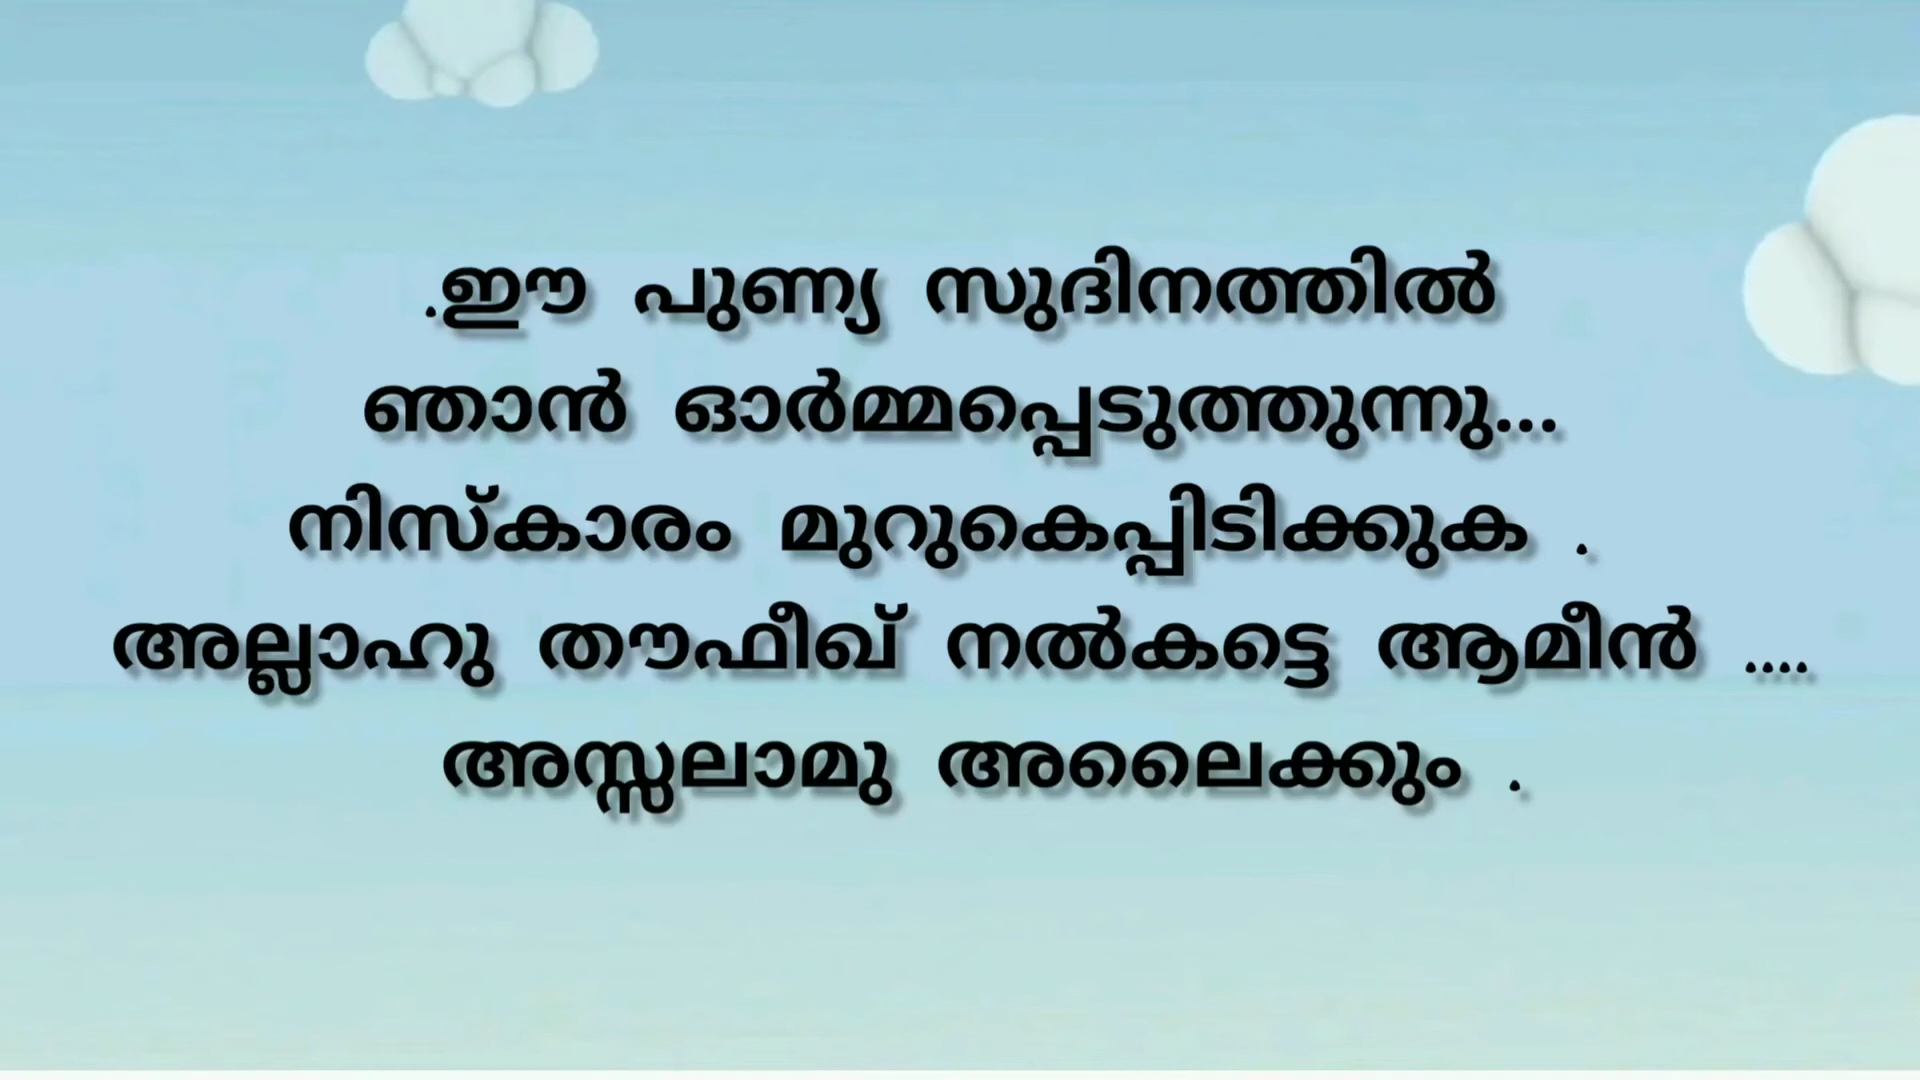 .ഈ പുണ്യ സുദിനത്തിൽ
ഞാൻ ഓർമ്മപ്പെടുത്തുന്നു...
നിസ്കാരം മുറുകെപ്പിടിക്കുക .
അല്ലാഹു തൗഫീഖ് നൽകട്ടെ ആമീൻ ....
അസ്സലാമു അലൈക്കും .